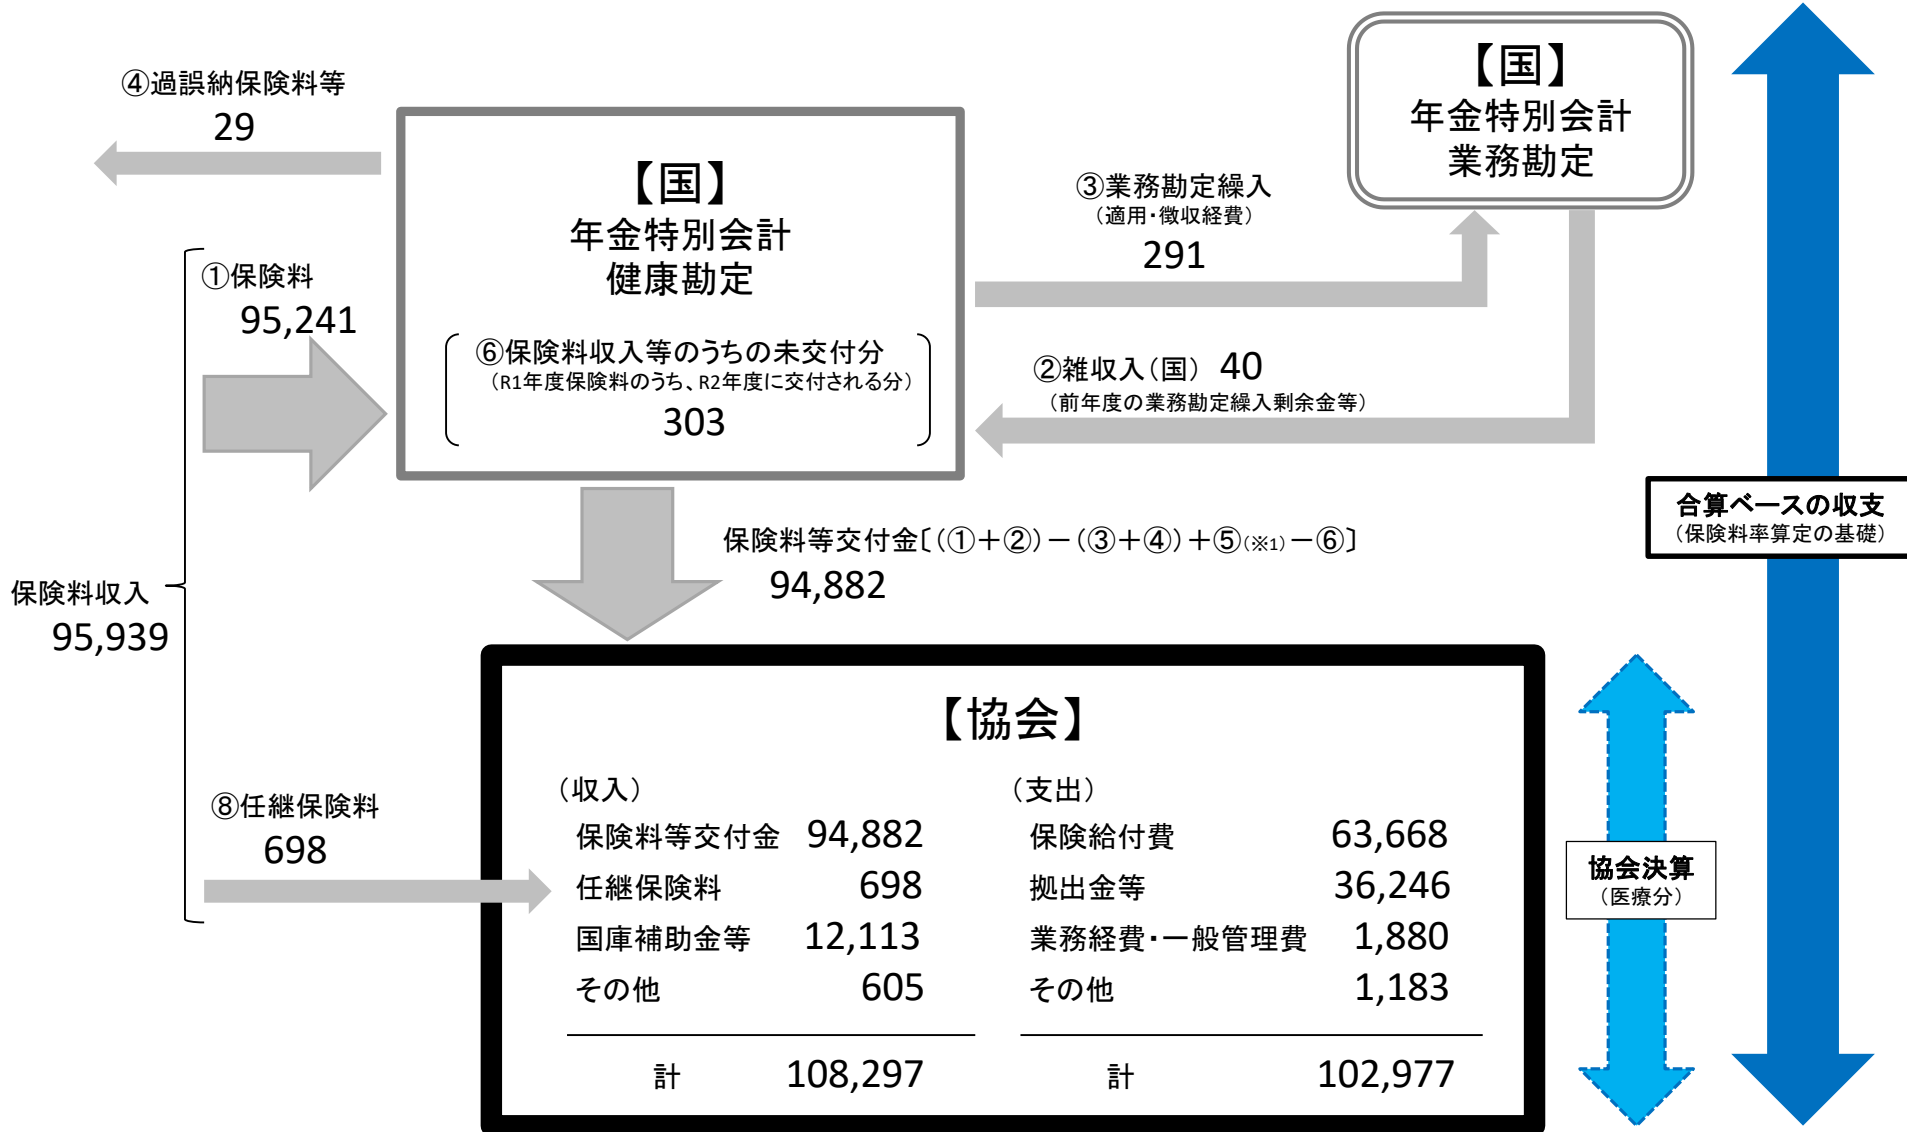 ④過誤納保険料等
29
【国】
年金特別会計
業務勘定
【国】
年金特別会計
健康勘定
③業務勘定繰入
（適用・徴収経費）
291
①保険料
95,241
⑥保険料収入等のうちの未交付分
（R1年度保険料のうち、R2年度に交付される分）
303
②雑収入（国） 40
（前年度の業務勘定繰入剰余金等）
合算ベースの収支
（保険料率算定の基礎）
保険料等交付金〔（①＋②）－（③＋④）＋⑤（※1）－⑥〕
94,882
保険料収入
95,939
【協会】
（収入）
保険料等交付金 94,882
任継保険料 698
国庫補助金等 12,113
その他 605
計 108,297
（支出）
保険給付費 63,668
拠出金等 36,246
業務経費・一般管理費 1,880
その他 1,183
計 102,977
⑧任継保険料
698
協会決算
（医療分）